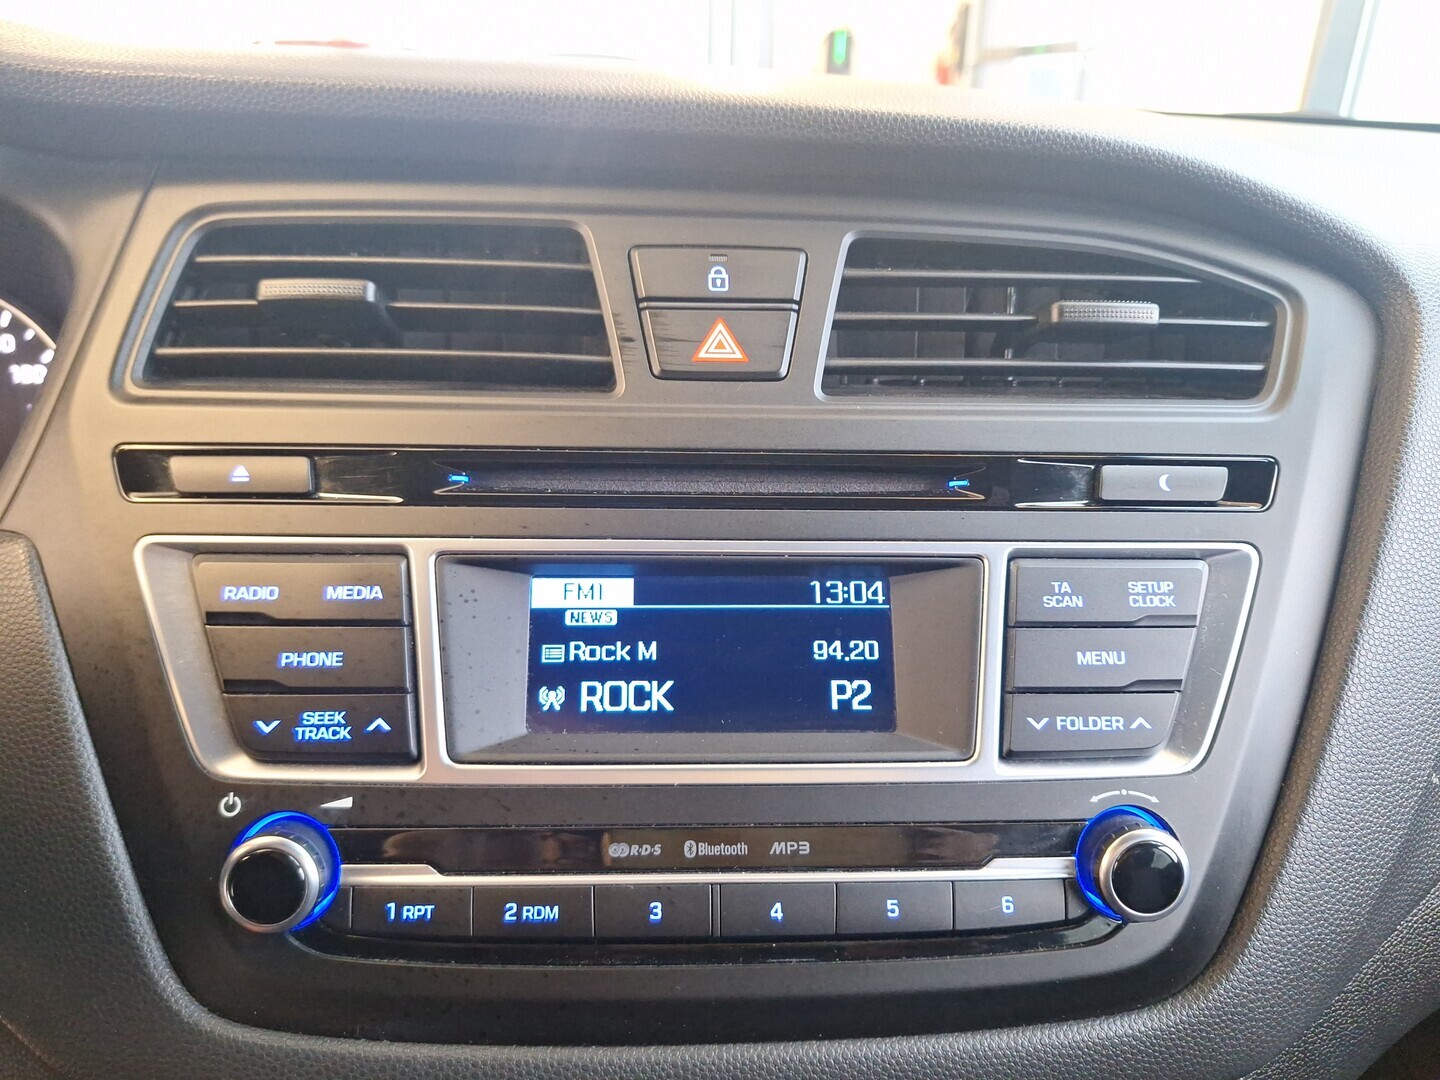 160
RADIO MEDIA
PHONE
SEEK
TRACK
FM1 13:04
NEWS
Rock M 94.20
ROCK P2
TA
SCAN
SETUP
CLOCK
MENU
FOLDER
R·D·S Bluetooth MP3
1 RPT 2 RDM 3 4 5 6